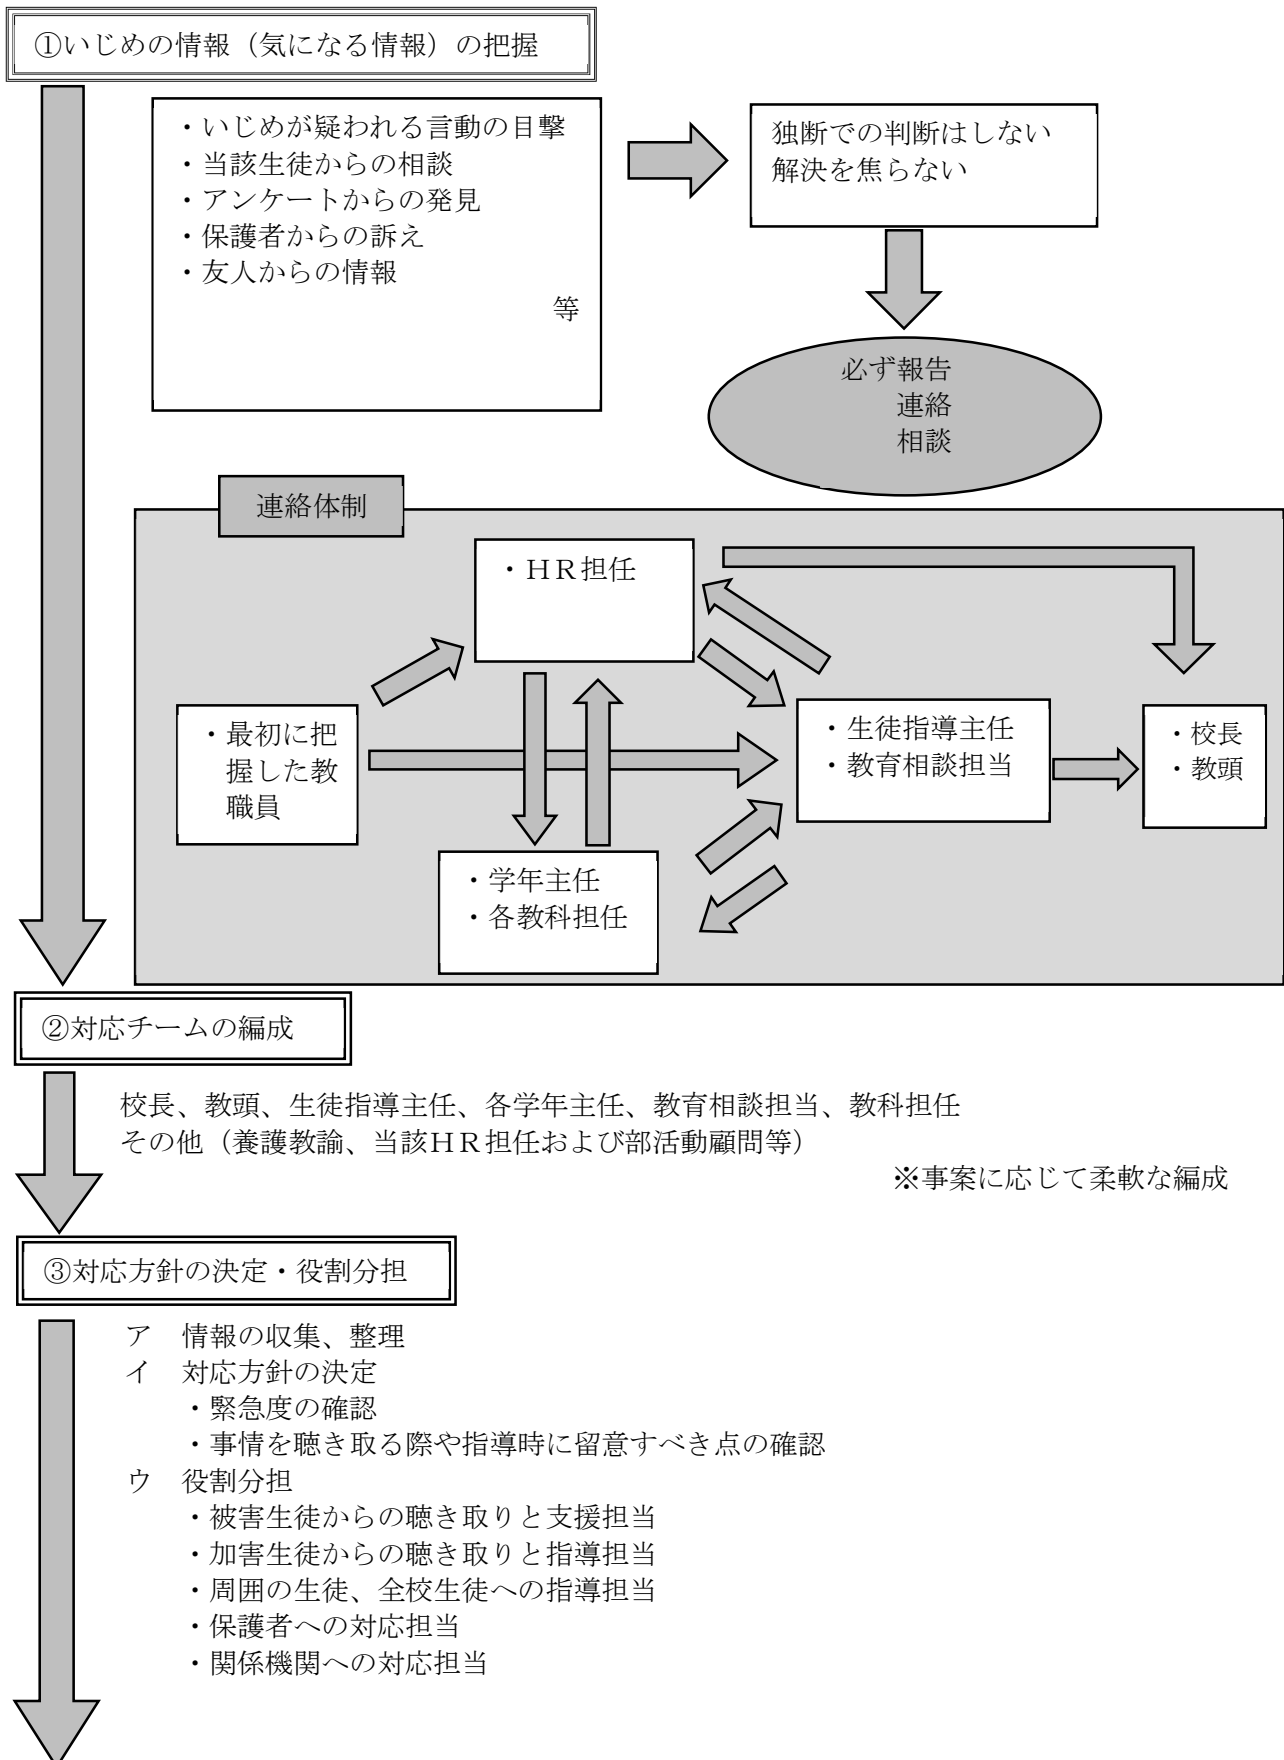 ①いじめの情報（気になる情報）の把握
・いじめが疑われる言動の目撃
・当該生徒からの相談
・アンケートからの発見
・保護者からの訴え
・友人からの情報
等
独断での判断はしない
解決を焦らない
必ず報告
連絡
相談
連絡体制
・ＨＲ担任
・最初に把
握した教
職員
・生徒指導主任
・教育相談担当
・校長
・教頭
・学年主任
・各教科担任
②対応チームの編成
校長、教頭、生徒指導主任、各学年主任、教育相談担当、教科担任
その他（養護教諭、当該ＨＲ担任および部活動顧問等）
※事案に応じて柔軟な編成
③対応方針の決定・役割分担
ア　情報の収集、整理
イ　対応方針の決定
・緊急度の確認
・事情を聴き取る際や指導時に留意すべき点の確認
ウ　役割分担
・被害生徒からの聴き取りと支援担当
・加害生徒からの聴き取りと指導担当
・周囲の生徒、全校生徒への指導担当
・保護者への対応担当
・関係機関への対応担当